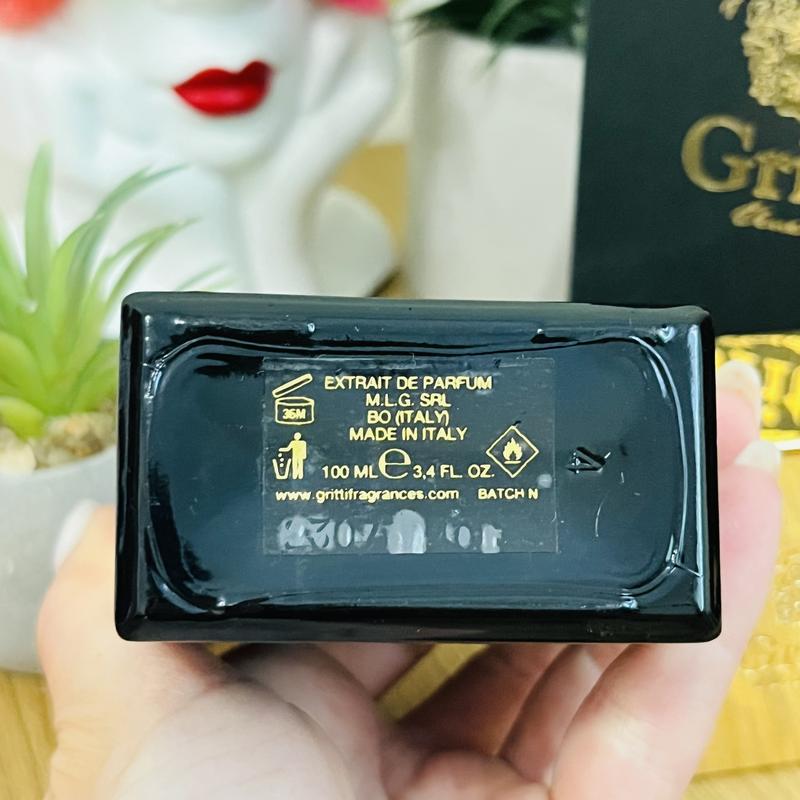 EXTRAIT DE PARFUM
M.L.G. SRL
BO (ITALY)
MADE IN ITALY
36M
100 ML e 3,4 FL. OZ.
www.grittifragrances.com BATCH N